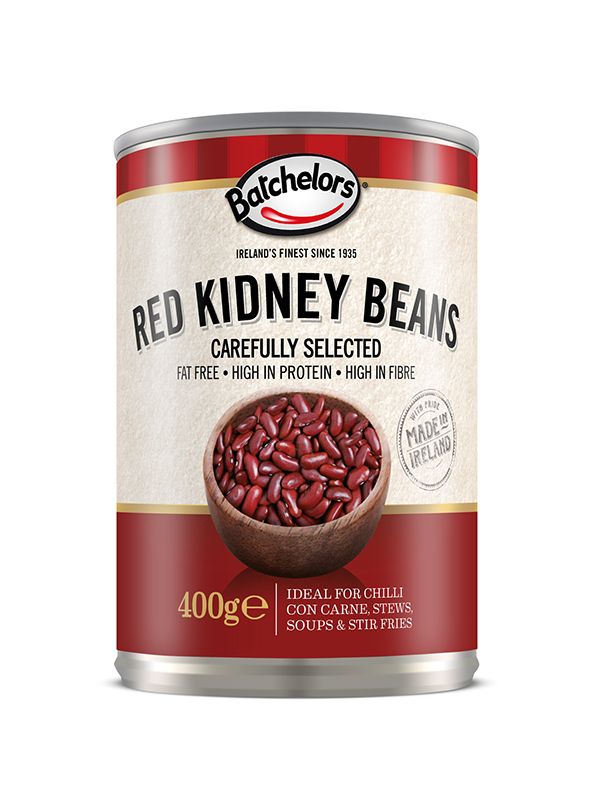 Batchelors®
IRELAND'S FINEST SINCE 1935
RED KIDNEY BEANS
CAREFULLY SELECTED
FAT FREE • HIGH IN PROTEIN • HIGH IN FIBRE
WITH PRIDE
MADE IN
IRELAND
400g℮
IDEAL FOR CHILLI
CON CARNE, STEWS,
SOUPS & STIR FRIES